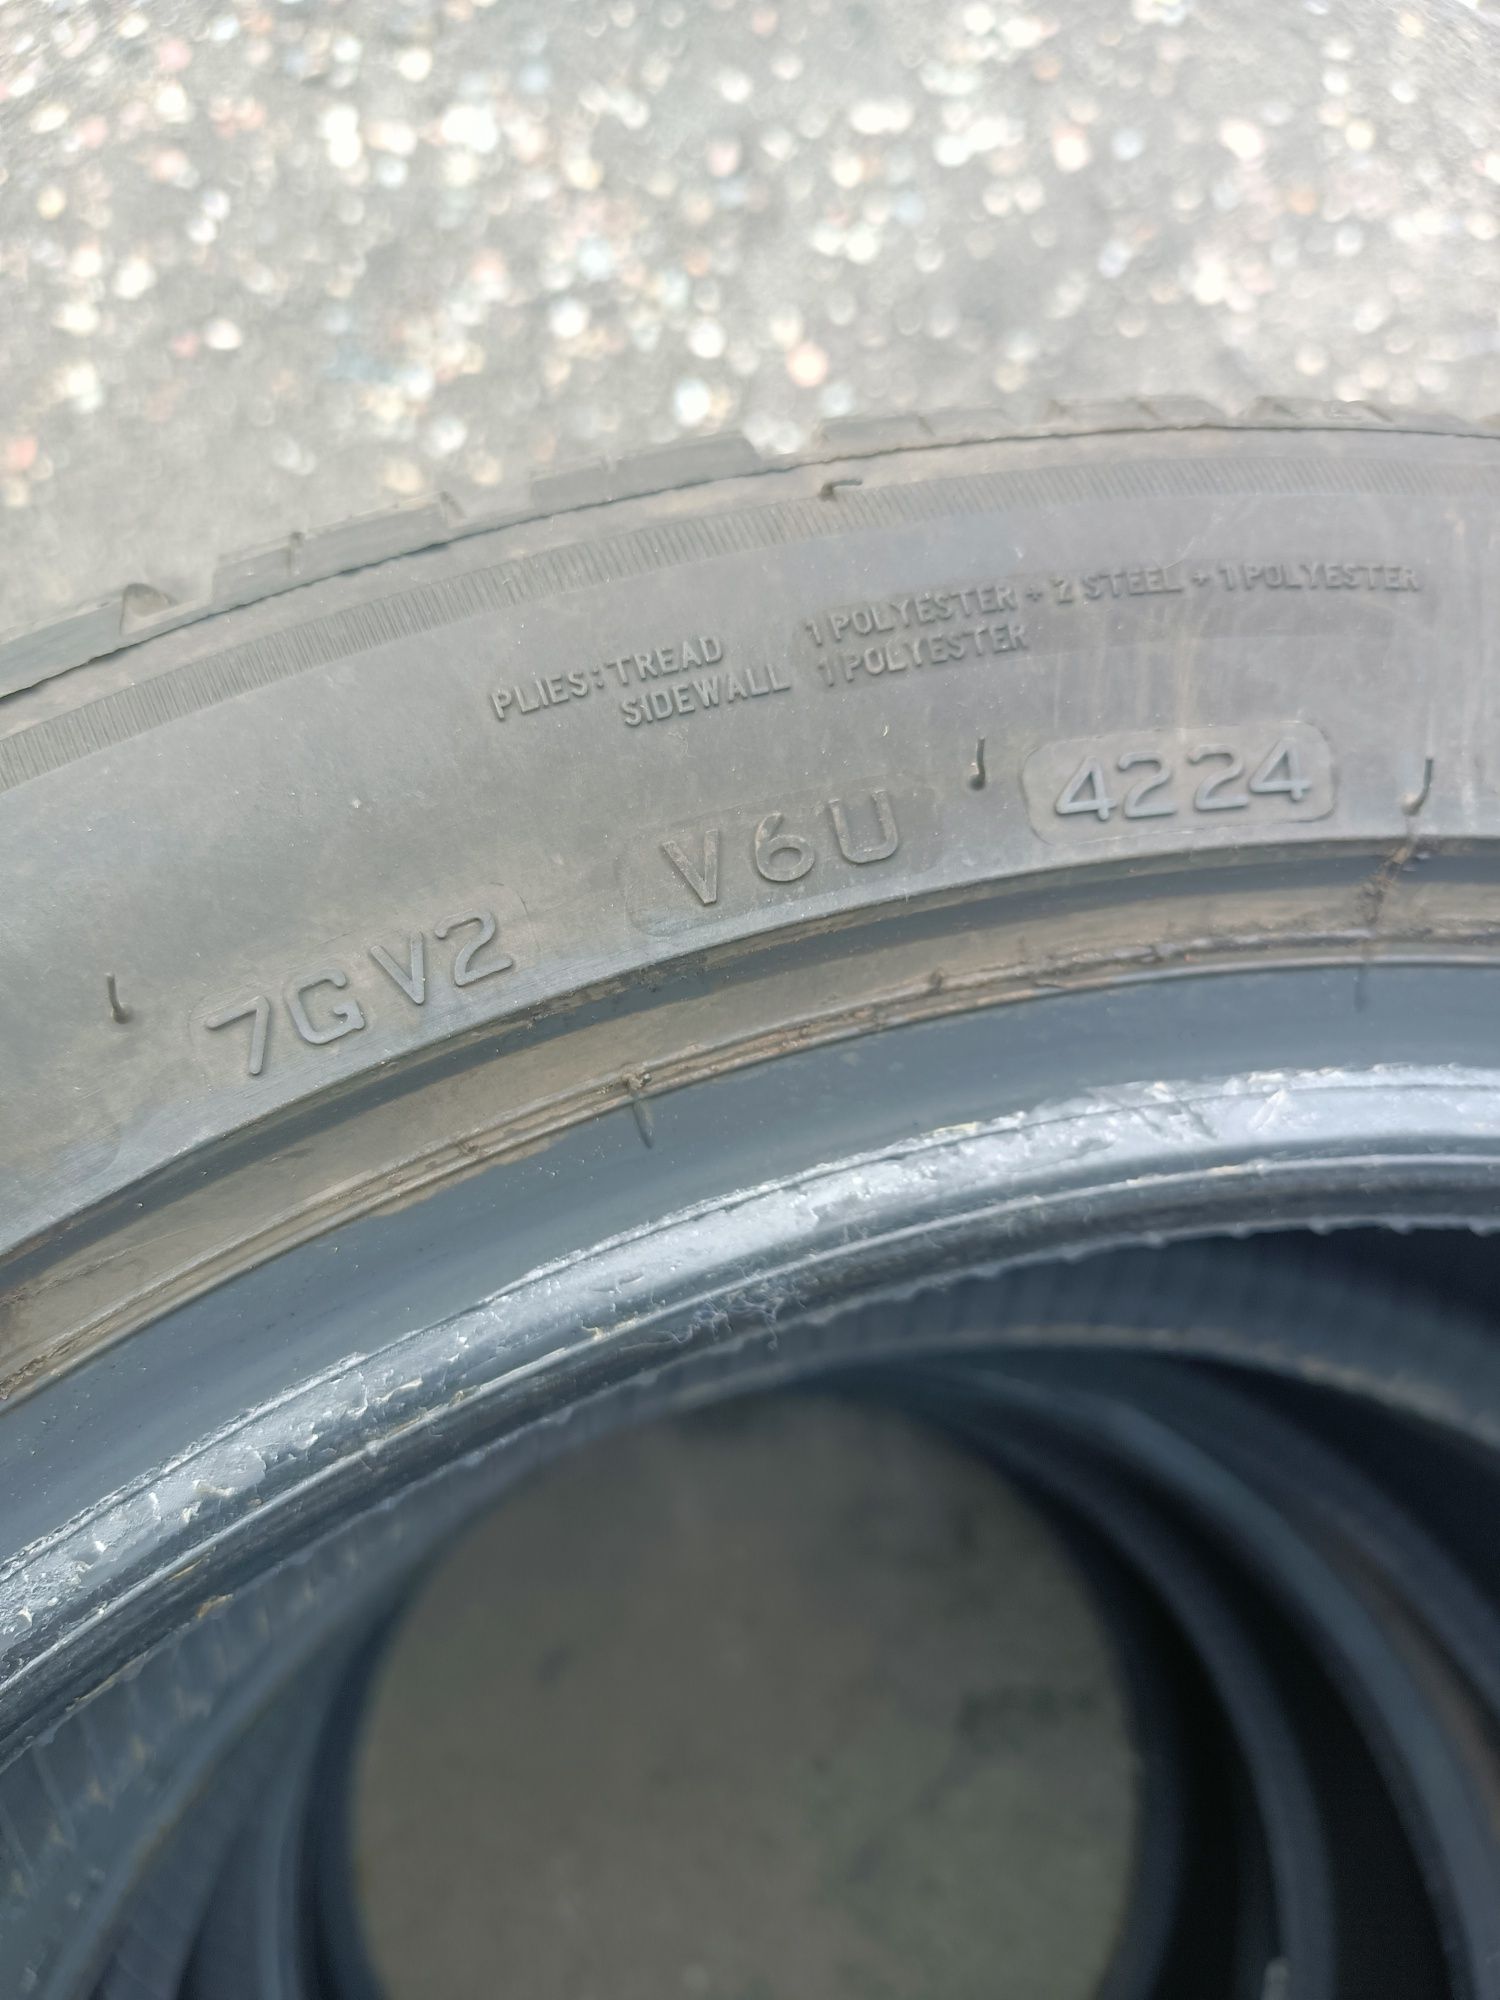 PLIES: TREAD 1 POLYESTER + 2 STEEL + 1 POLYESTER
SIDEWALL 1 POLYESTER
7GV2 V6U 4224